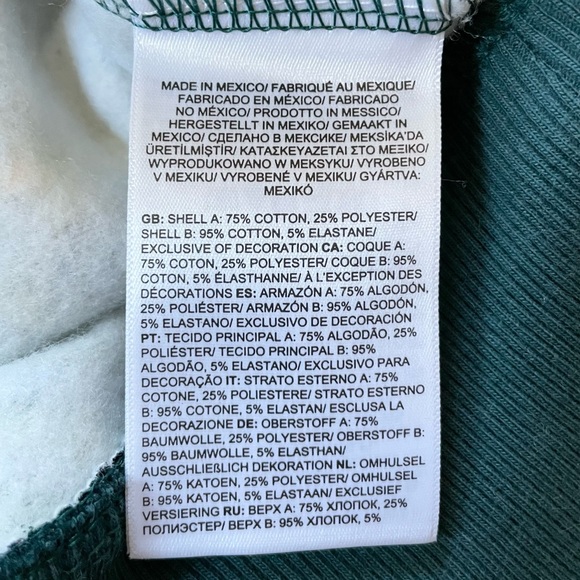 MADE IN MEXICO/ FABRIQUÉ AU MEXIQUE/
FABRICADO EN MÉXICO/ FABRICADO
NO MÉXICO/ PRODOTTO IN MESSICO/
HERGESTELLT IN MEXIKO/ GEMAAKT IN
MEXICO/ СДЕЛАНО В МЕКСИКЕ/ MEKSİKA'DA
ÜRETİLMİŞTİR/ ΚΑΤΑΣΚΕΥΑΖΕΤΑΙ ΣΤΟ ΜΕΞΙΚΟ/
WYPRODUKOWANO W MEKSYKU/ VYROBENO
V MEXIKU/ VYROBENÉ V MEXIKU/ GYÁRTVA:
MEXIKÓ
GB: SHELL A: 75% COTTON, 25% POLYESTER/
SHELL B: 95% COTTON, 5% ELASTANE/
EXCLUSIVE OF DECORATION CA: COQUE A:
75% COTON, 25% POLYESTER/ COQUE B: 95%
COTON, 5% ÉLASTHANNE/ À L'EXCEPTION DES
DÉCORATIONS ES: ARMAZÓN A: 75% ALGODÓN,
25% POLIÉSTER/ ARMAZÓN B: 95% ALGODÓN,
5% ELASTANO/ EXCLUSIVO DE DECORACIÓN
PT: TECIDO PRINCIPAL A: 75% ALGODÃO, 25%
POLIÉSTER/ TECIDO PRINCIPAL B: 95%
ALGODÃO, 5% ELASTANO/ EXCLUSIVO PARA
DECORAÇÃO IT: STRATO ESTERNO A: 75%
COTONE, 25% POLIESTERE/ STRATO ESTERNO
B: 95% COTONE, 5% ELASTAN/ ESCLUSA LA
DECORAZIONE DE: OBERSTOFF A: 75%
BAUMWOLLE, 25% POLYESTER/ OBERSTOFF B:
95% BAUMWOLLE, 5% ELASTHAN/
AUSSCHLIEßLICH DEKORATION NL: OMHULSEL
A: 75% KATOEN, 25% POLYESTER/ OMHULSEL
B: 95% KATOEN, 5% ELASTAAN/ EXCLUSIEF
VERSIERING RU: ВЕРХ A: 75% ХЛОПОК, 25%
ПОЛИЭСТЕР/ ВЕРХ B: 95% ХЛОПОК, 5%